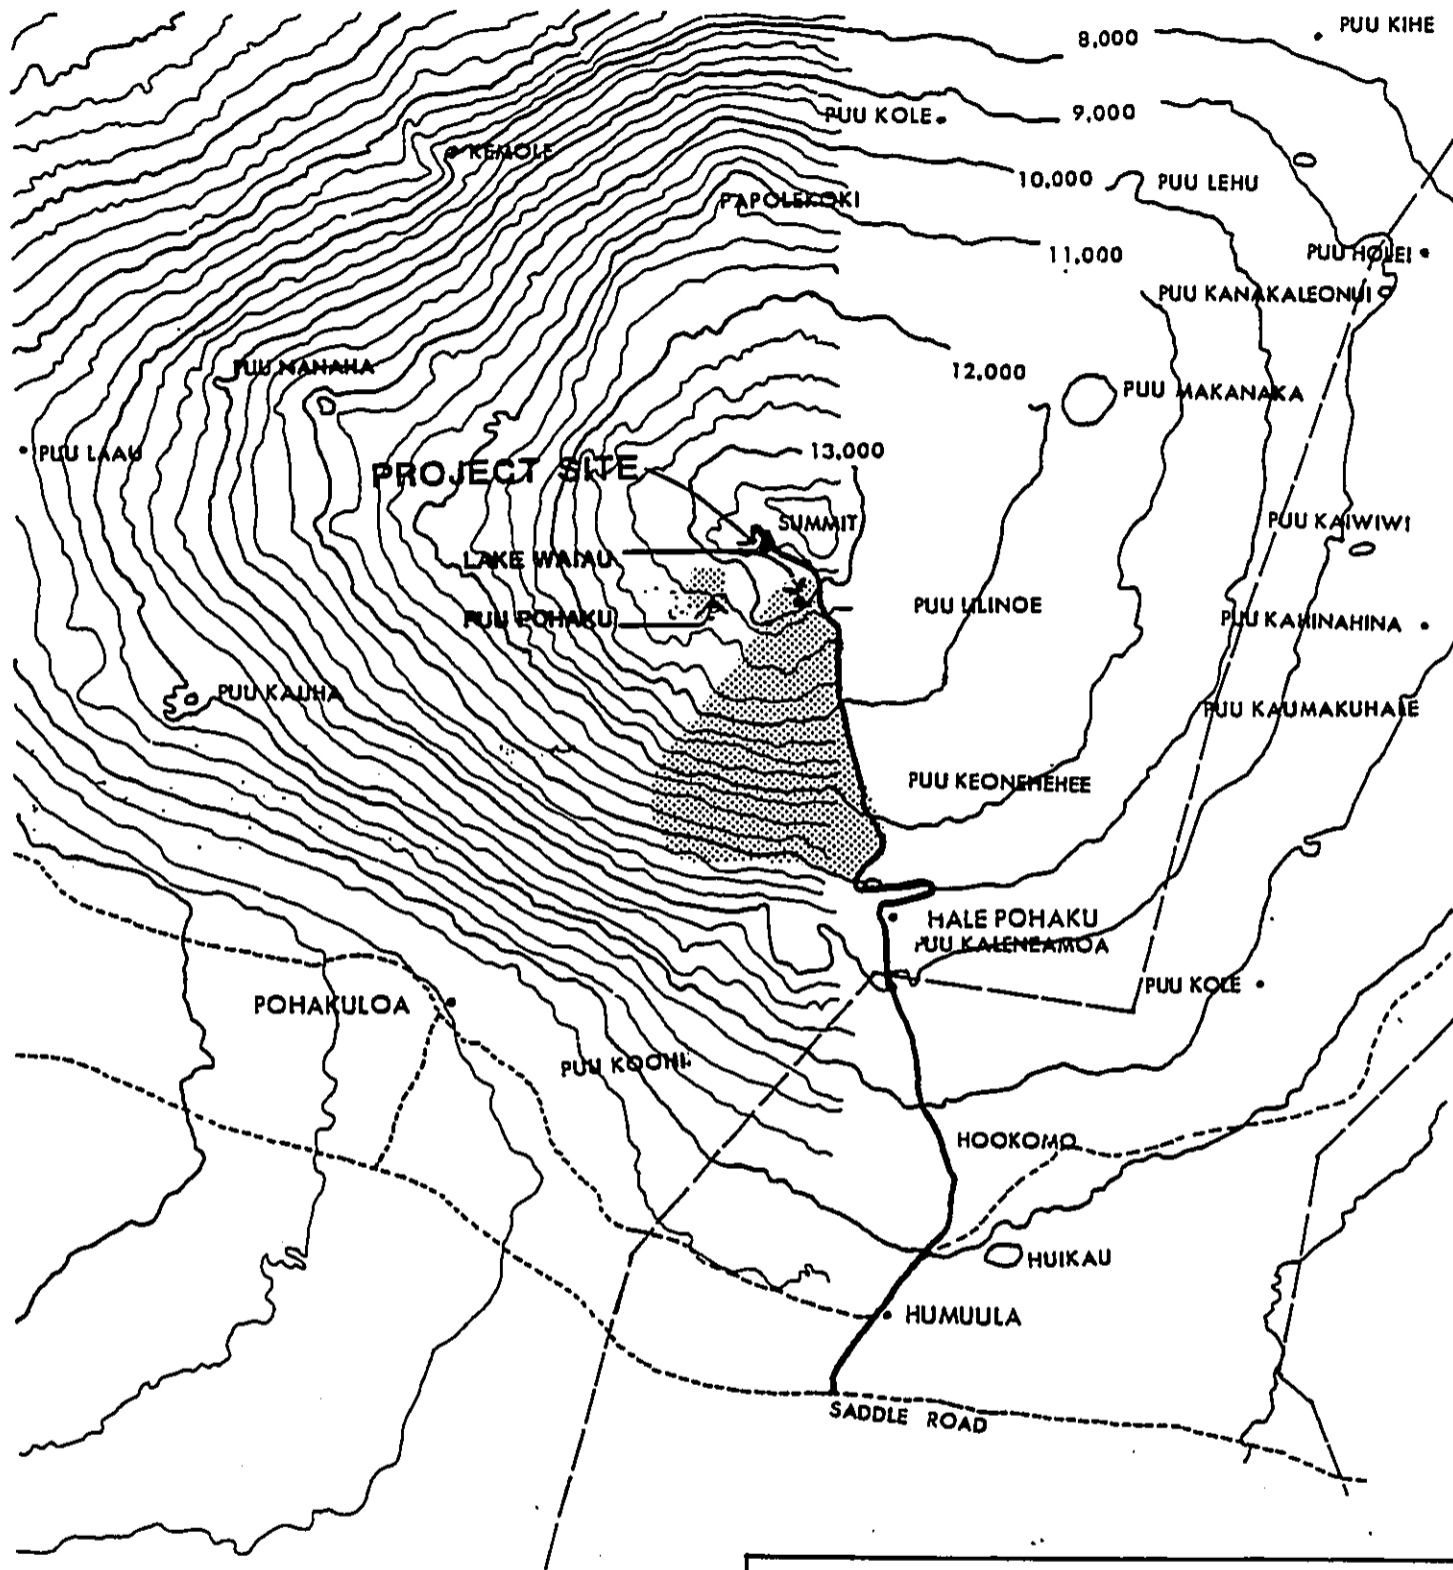 PUU KIHE
8,000
9,000
PUU KOLE
KEMOLE
10,000
PUU LEHU
PAPOLEKOKI
11,000
PUU HOLEI
PUU KANAKALEONUI
PUU NANAHA
12,000
PUU MAKANAKA
PUU LAAU
13,000
PROJECT SITE
SUMMIT
PUU KAIWIWI
LAKE WAIAU
PUU LILINOE
PUU POHAKU
PUU KAHINAHINA
PUU KAUHA
PUU KAUMAKUHALE
PUU KEONEHEHEE
HALE POHAKU
PUU KALENEAMOA
PUU KOLE
POHAKULOA
PUU KOOHI
HOOKOMO
HUIKAU
HUMUULA
SADDLE ROAD